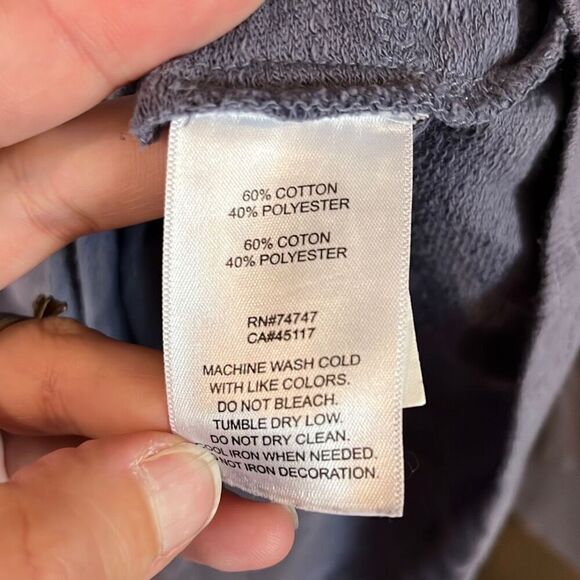 60% COTTON
40% POLYESTER
60% COTON
40% POLYESTER
RN#74747
CA#45117
MACHINE WASH COLD
WITH LIKE COLORS.
DO NOT BLEACH.
TUMBLE DRY LOW.
DO NOT DRY CLEAN.
COOL IRON WHEN NEEDED.
NOT IRON DECORATION.